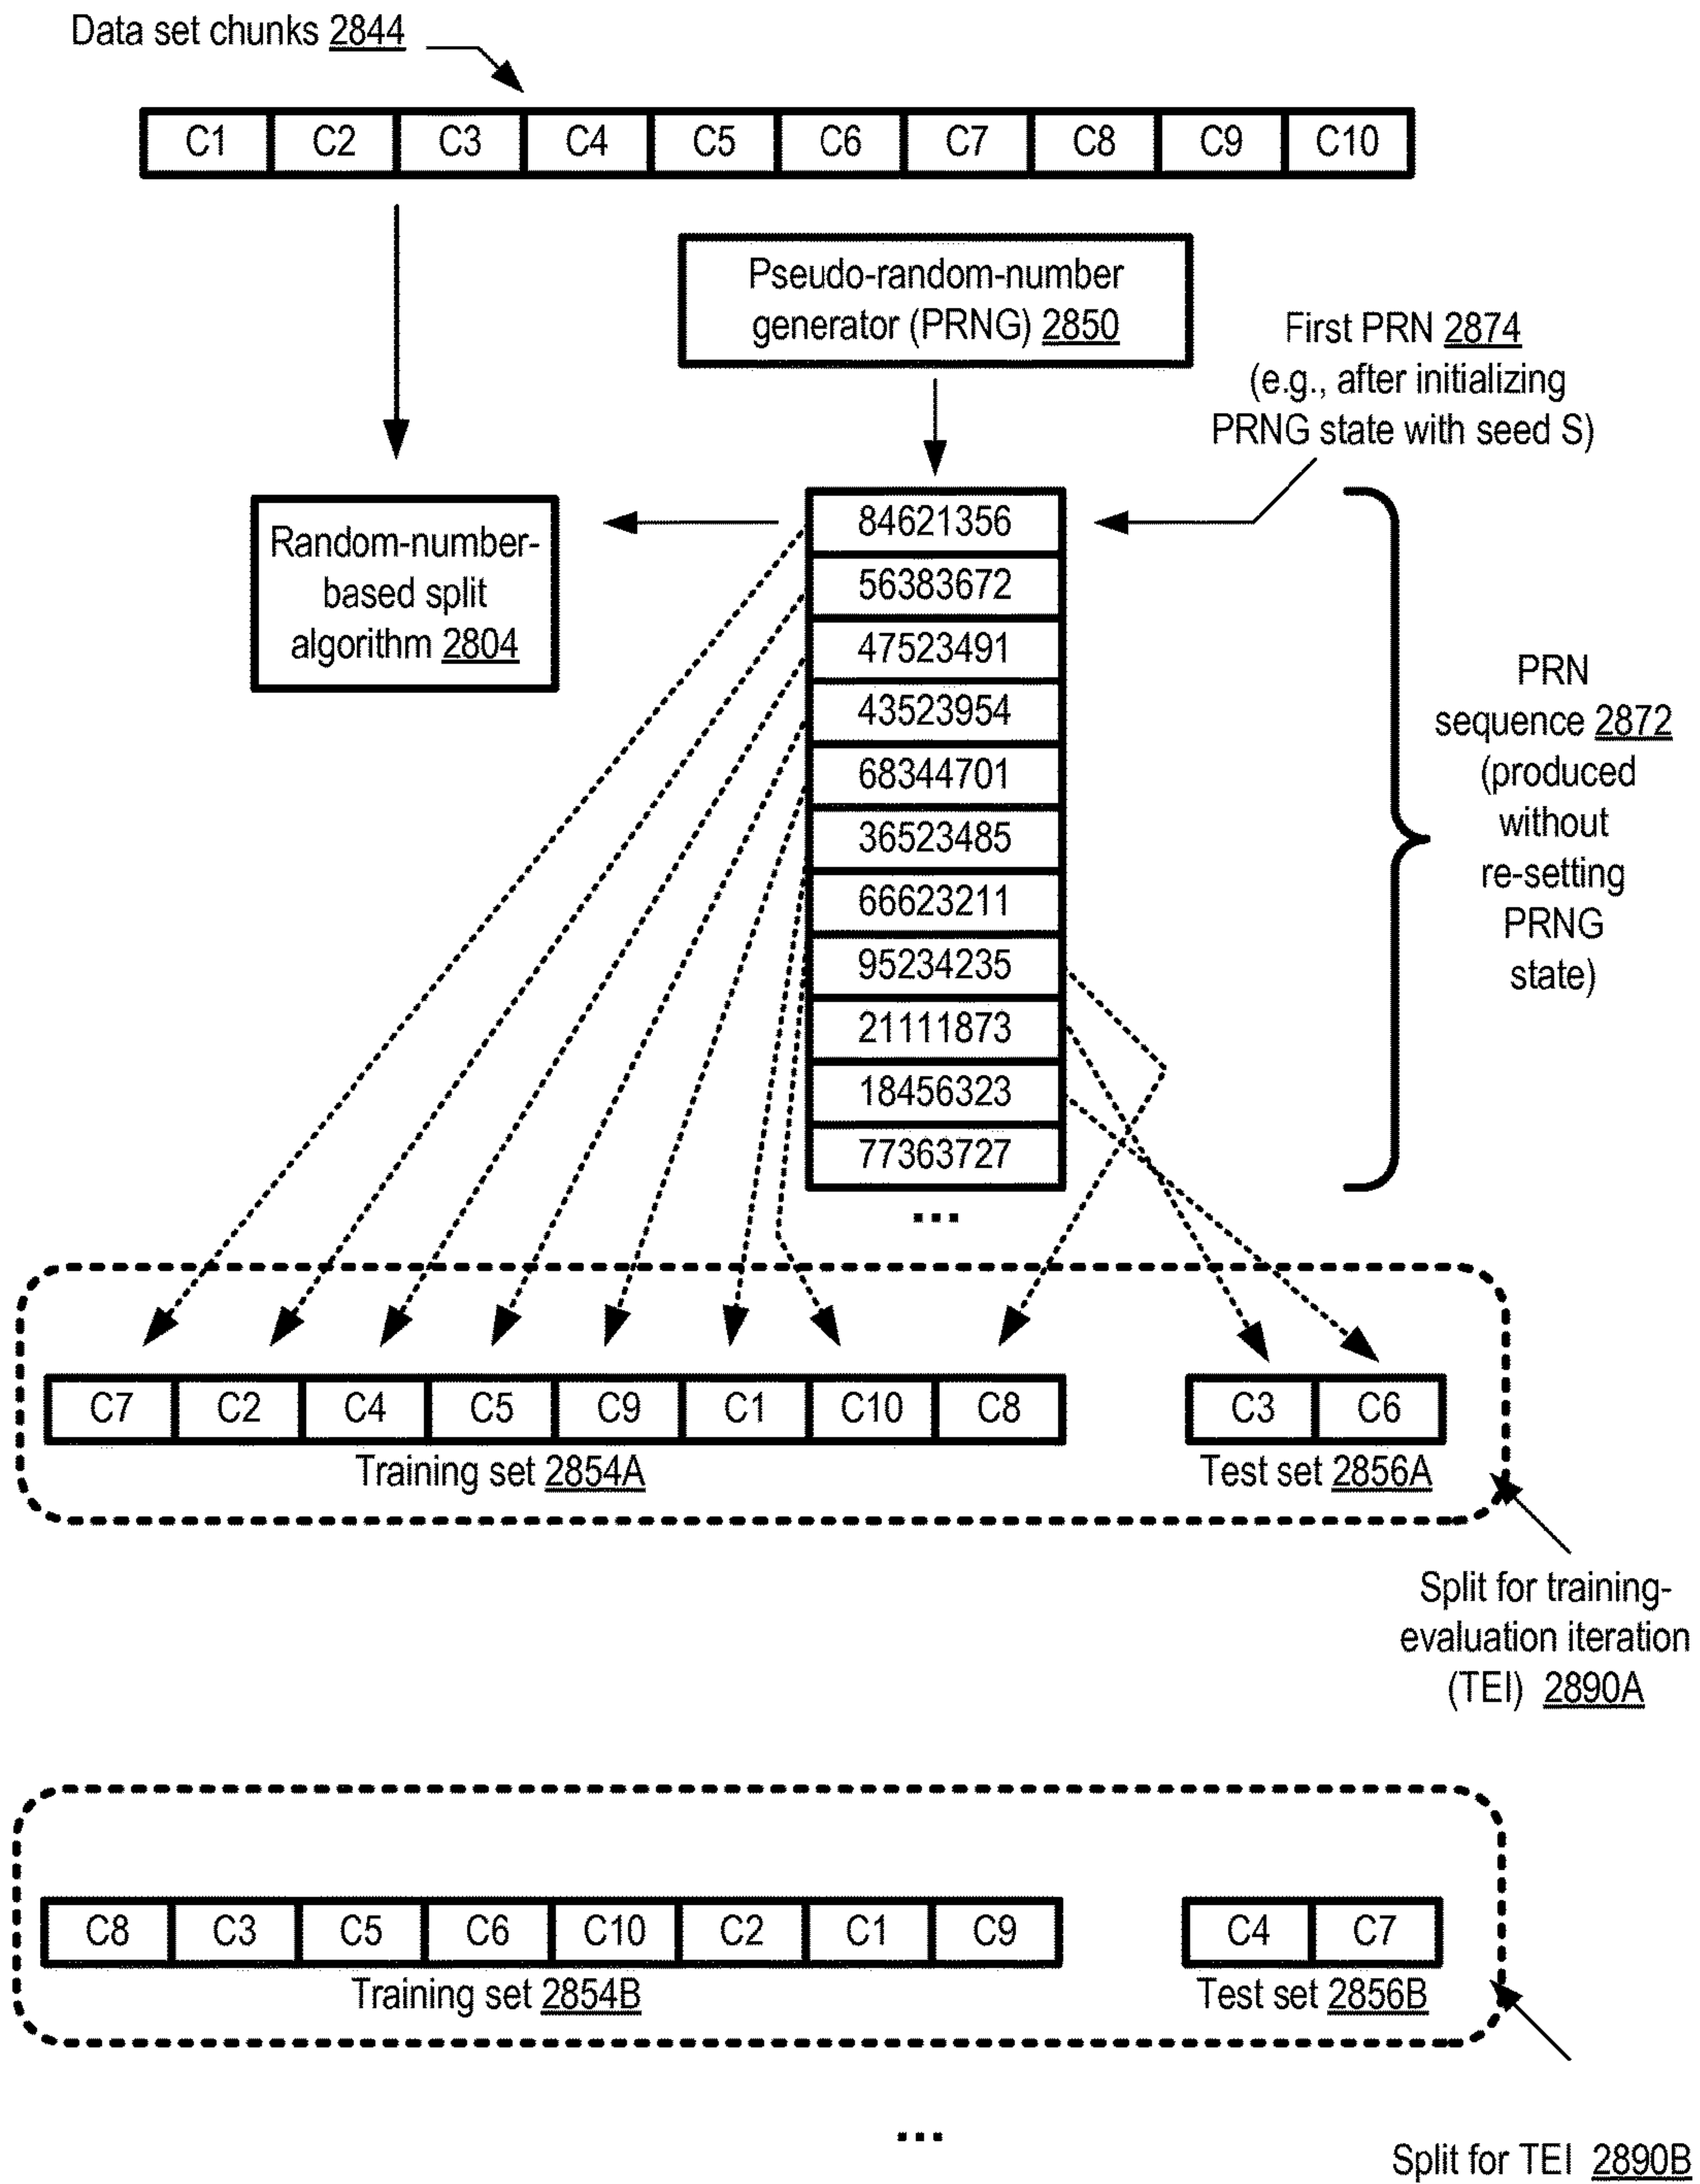 Data set chunks 2844
C1 C2 C3 C4 C5 C6 C7 C8 C9 C10
Pseudo-random-number
generator (PRNG) 2850
First PRN 2874
(e.g., after initializing
PRNG state with seed S)
Random-number-
based split
algorithm 2804
84621356
56383672
47523491
43523954
68344701
36523485
66623211
95234235
21111873
18456323
77363727
...
PRN
sequence 2872
(produced
without
re-setting
PRNG
state)
C7 C2 C4 C5 C9 C1 C10 C8
Training set 2854A
C3 C6
Test set 2856A
Split for training-
evaluation iteration
(TEI) 2890A
C8 C3 C5 C6 C10 C2 C1 C9
Training set 2854B
C4 C7
Test set 2856B
...
Split for TEI 2890B